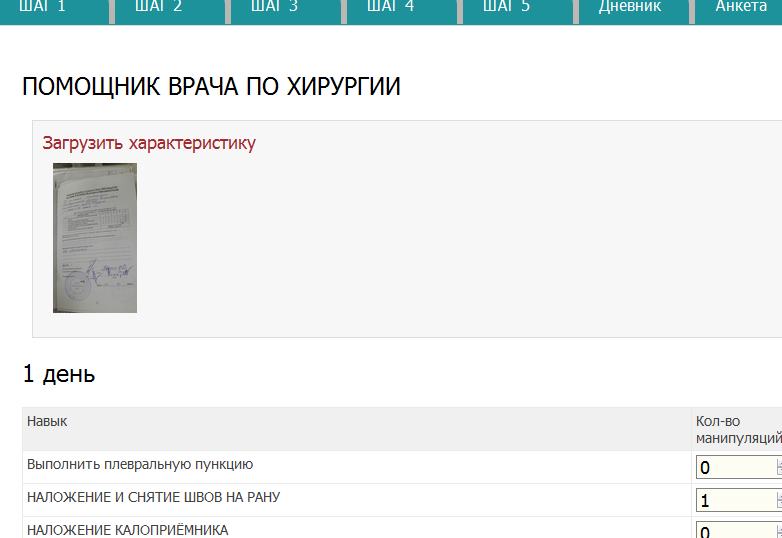 ШАГ 1 ШАГ 2 ШАГ 3 ШАГ 4 ШАГ 5 Дневник Анкета
ПОМОЩНИК ВРАЧА ПО ХИРУРГИИ
Загрузить характеристику
1 день
Навык Кол-во
манипуляций
Выполнить плевральную пункцию 0
НАЛОЖЕНИЕ И СНЯТИЕ ШВОВ НА РАНУ 1
НАЛОЖЕНИЕ КАЛОПРИЁМНИКА 0